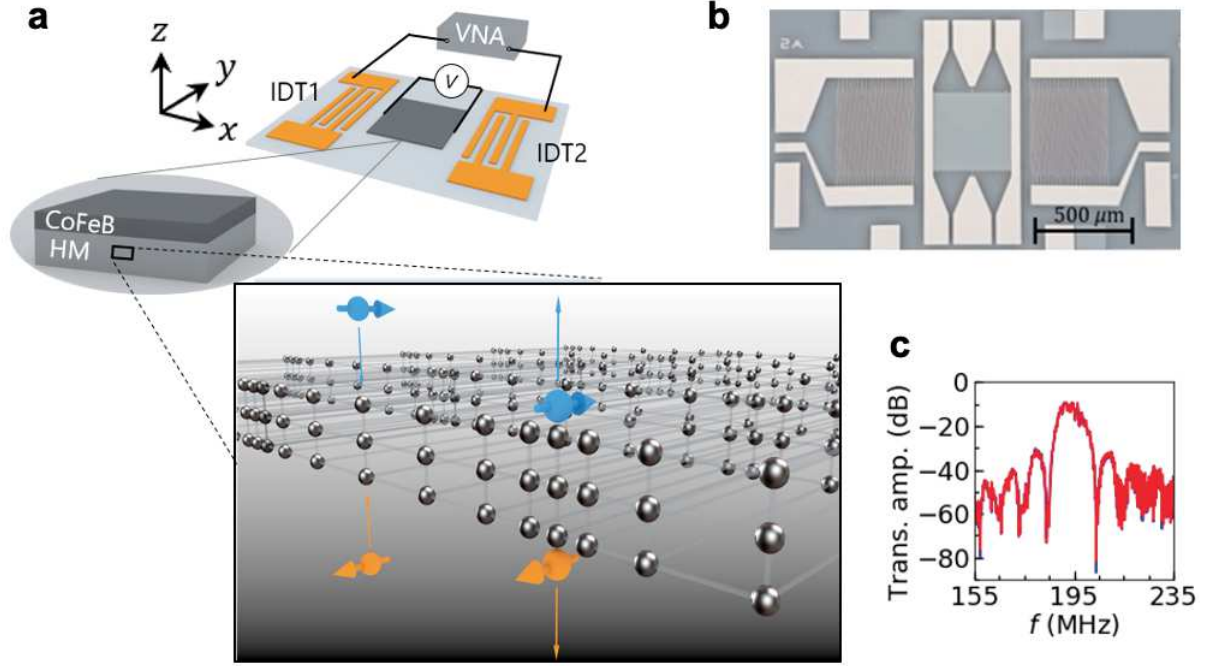 a
VNA
z
y
x
IDT1
V
IDT2
CoFeB
HM
b
500 μm
c
Trans. amp. (dB)
0
−20
−40
−60
−80
155
195
235
f (MHz)